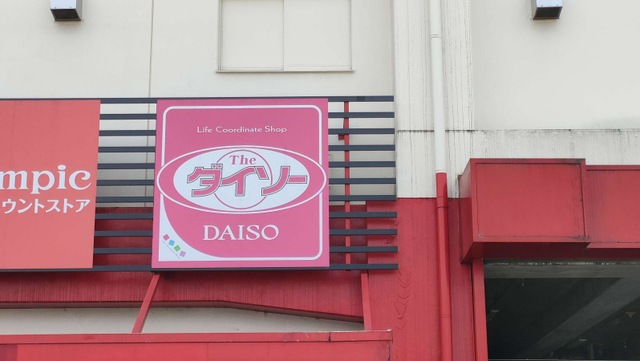 mpic
ウントストア
Life Coordinate Shop
The
ダイソー
DAISO